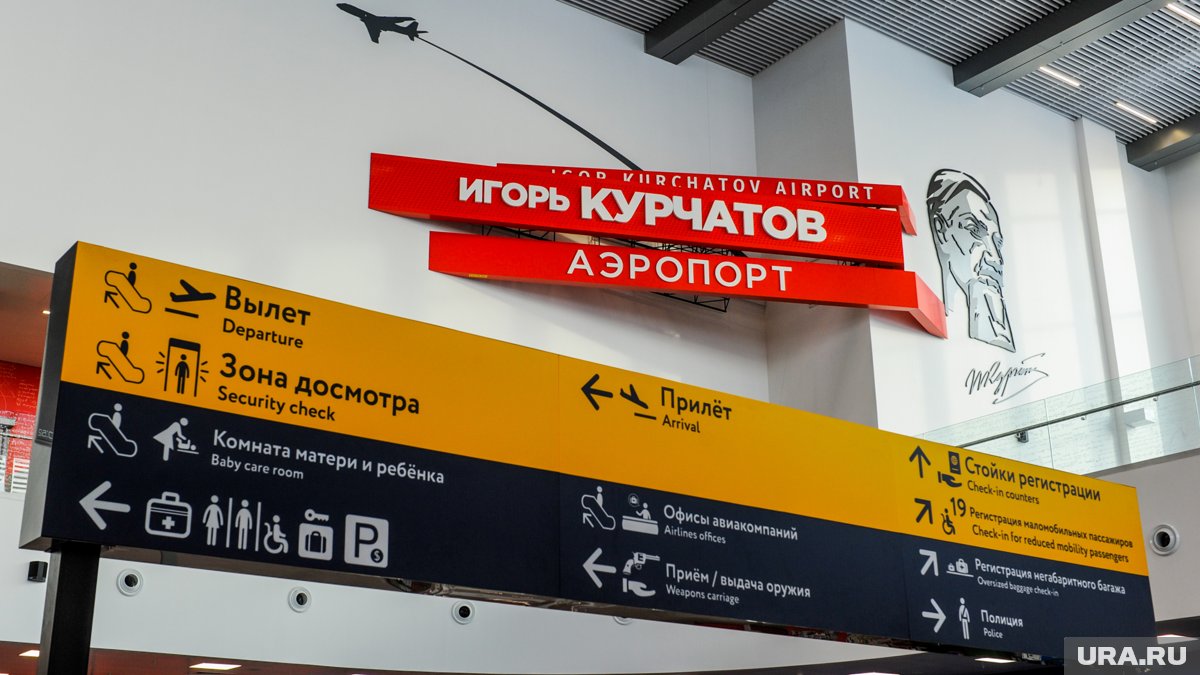 IGOR KURCHATOV AIRPORT
ИГОРЬ КУРЧАТОВ
АЭРОПОРТ
Вылет
Departure
Зона досмотра
Security check
Комната матери и ребёнка
Baby care room
P
$
Прилёт
Arrival
Офисы авиакомпаний
Airlines offices
Приём / выдача оружия
Weapons carriage
Стойки регистрации
Check-in counters
19 Регистрация маломобильных пассажиров
Check-in for reduced mobility passengers
Регистрация негабаритного багажа
Oversized baggage check-in
Полиция
Police
URA.RU